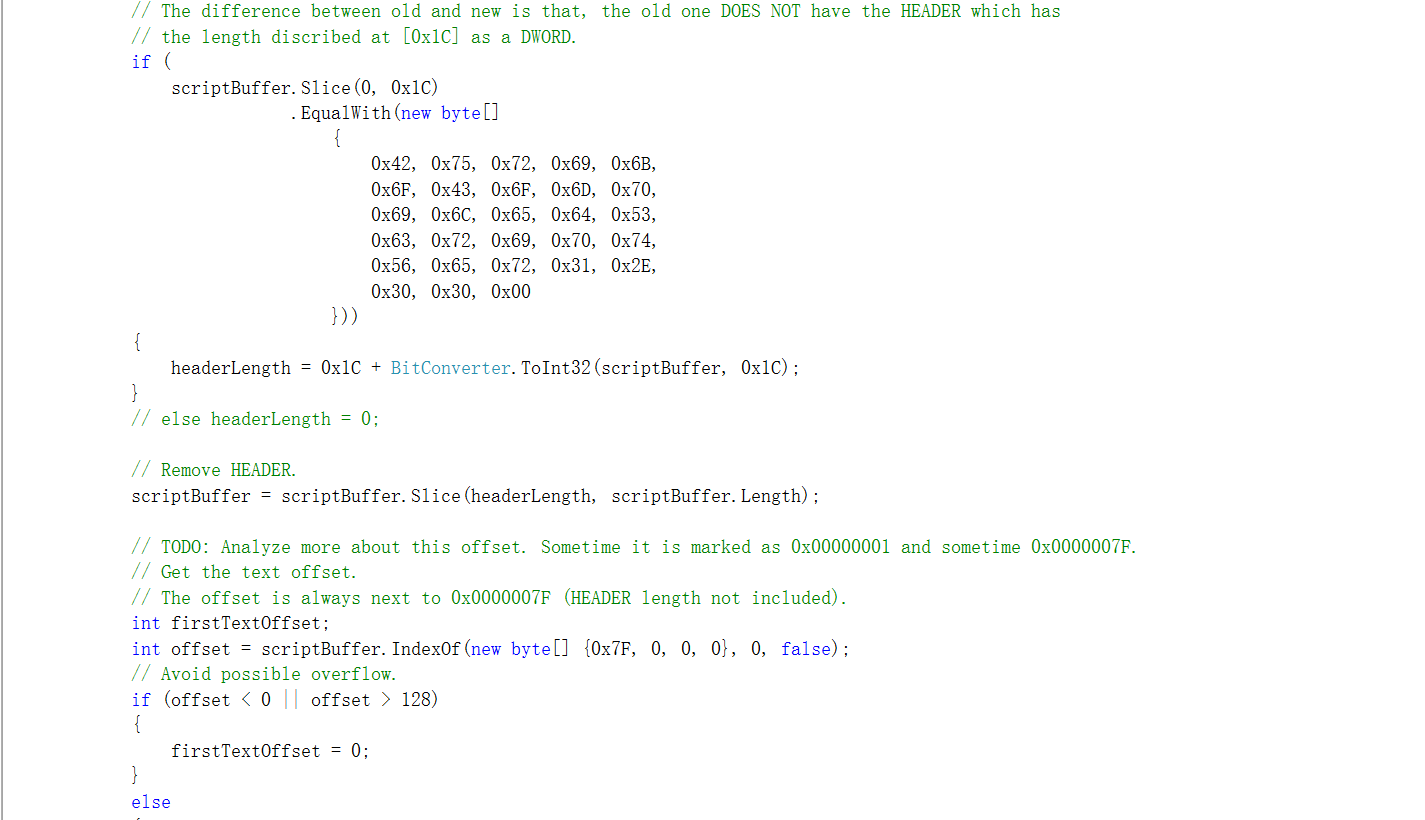 // The difference between old and new is that, the old one DOES NOT have the HEADER which has
// the length discribed at [0x1C] as a DWORD.
if (
    scriptBuffer.Slice(0, 0x1C)
                .EqualWith(new byte[]
                    {
                        0x42, 0x75, 0x72, 0x69, 0x6B,
                        0x6F, 0x43, 0x6F, 0x6D, 0x70,
                        0x69, 0x6C, 0x65, 0x64, 0x53,
                        0x63, 0x72, 0x69, 0x70, 0x74,
                        0x56, 0x65, 0x72, 0x31, 0x2E,
                        0x30, 0x30, 0x00
                    }))
{
    headerLength = 0x1C + BitConverter.ToInt32(scriptBuffer, 0x1C);
}
// else headerLength = 0;

// Remove HEADER.
scriptBuffer = scriptBuffer.Slice(headerLength, scriptBuffer.Length);

// TODO: Analyze more about this offset. Sometime it is marked as 0x00000001 and sometime 0x0000007F.
// Get the text offset.
// The offset is always next to 0x0000007F (HEADER length not included).
int firstTextOffset;
int offset = scriptBuffer.IndexOf(new byte[] {0x7F, 0, 0, 0}, 0, false);
// Avoid possible overflow.
if (offset < 0 || offset > 128)
{
    firstTextOffset = 0;
}
else